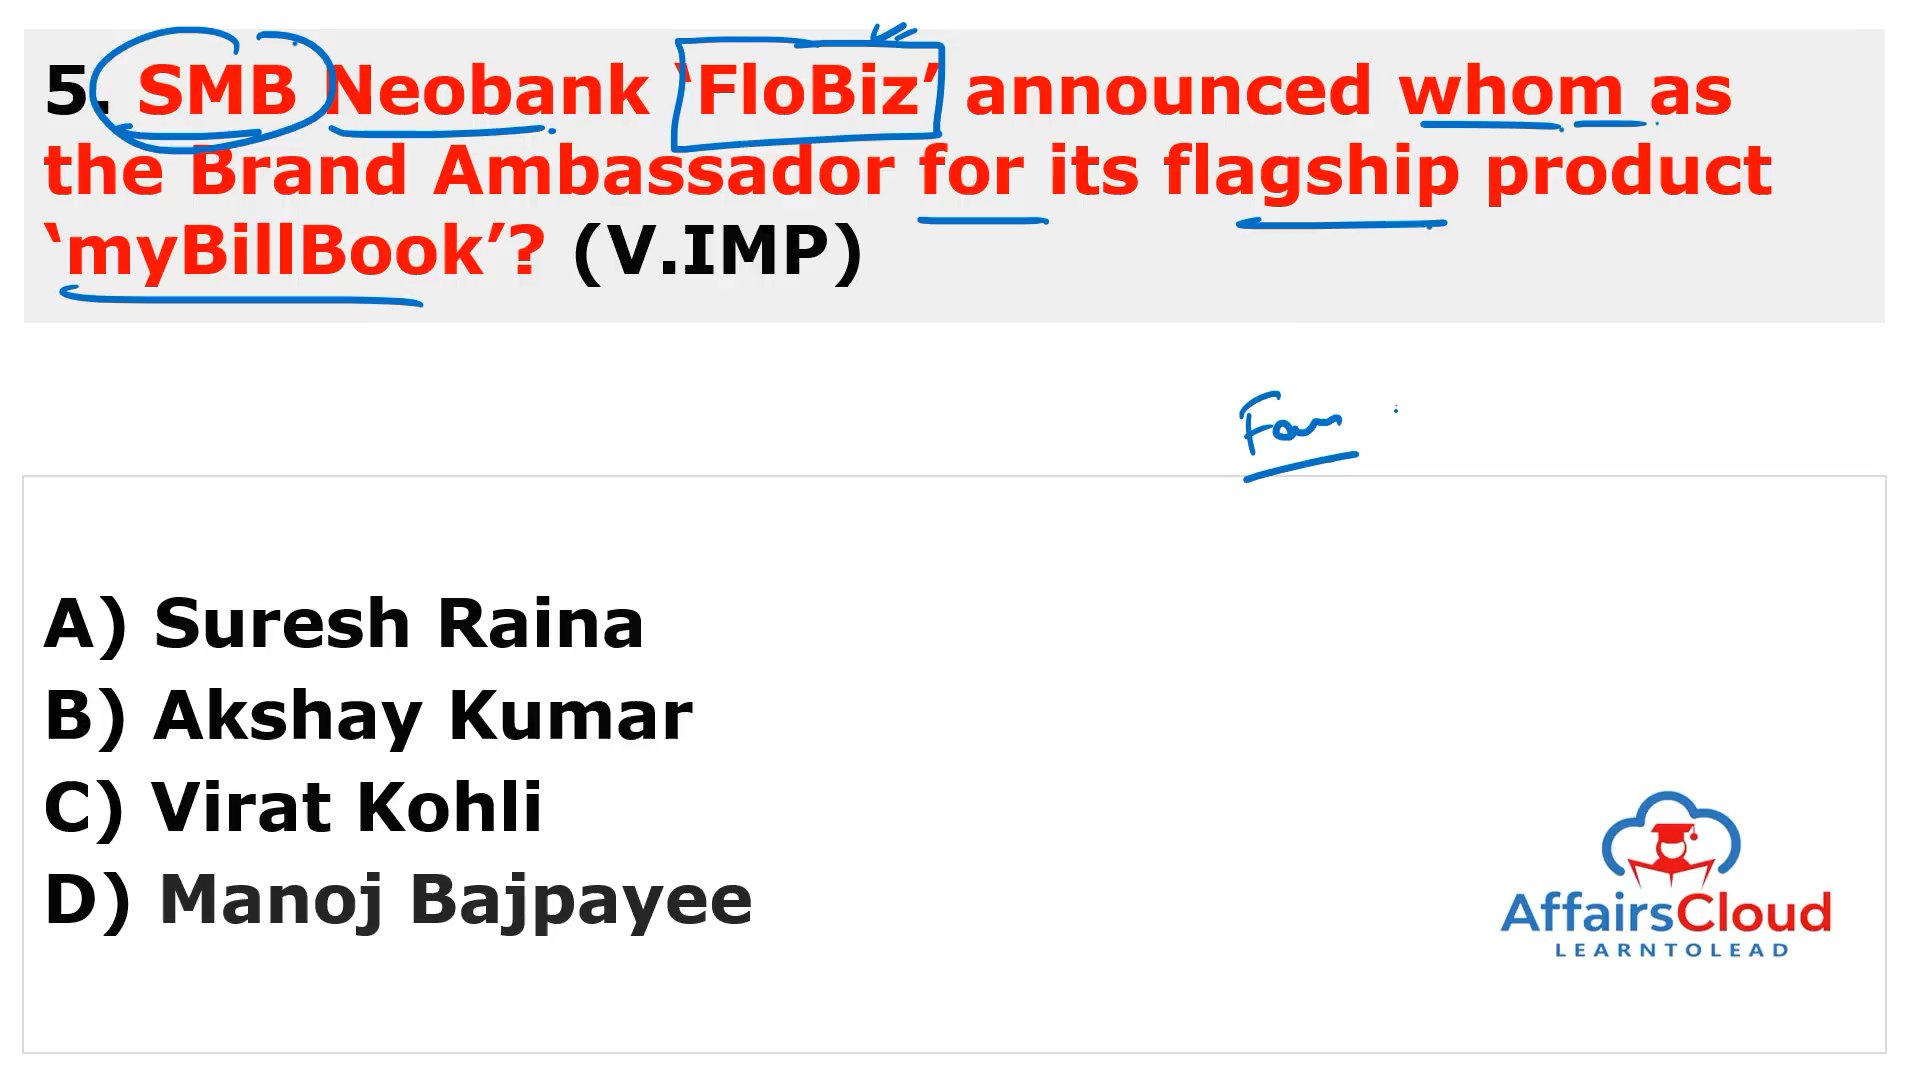 5. SMB Neobank ‘FloBiz’ announced whom as
the Brand Ambassador for its flagship product
‘myBillBook’? (V.IMP)
A) Suresh Raina
B) Akshay Kumar
C) Virat Kohli
D) Manoj Bajpayee
AffairsCloud
LEARNTOLEAD